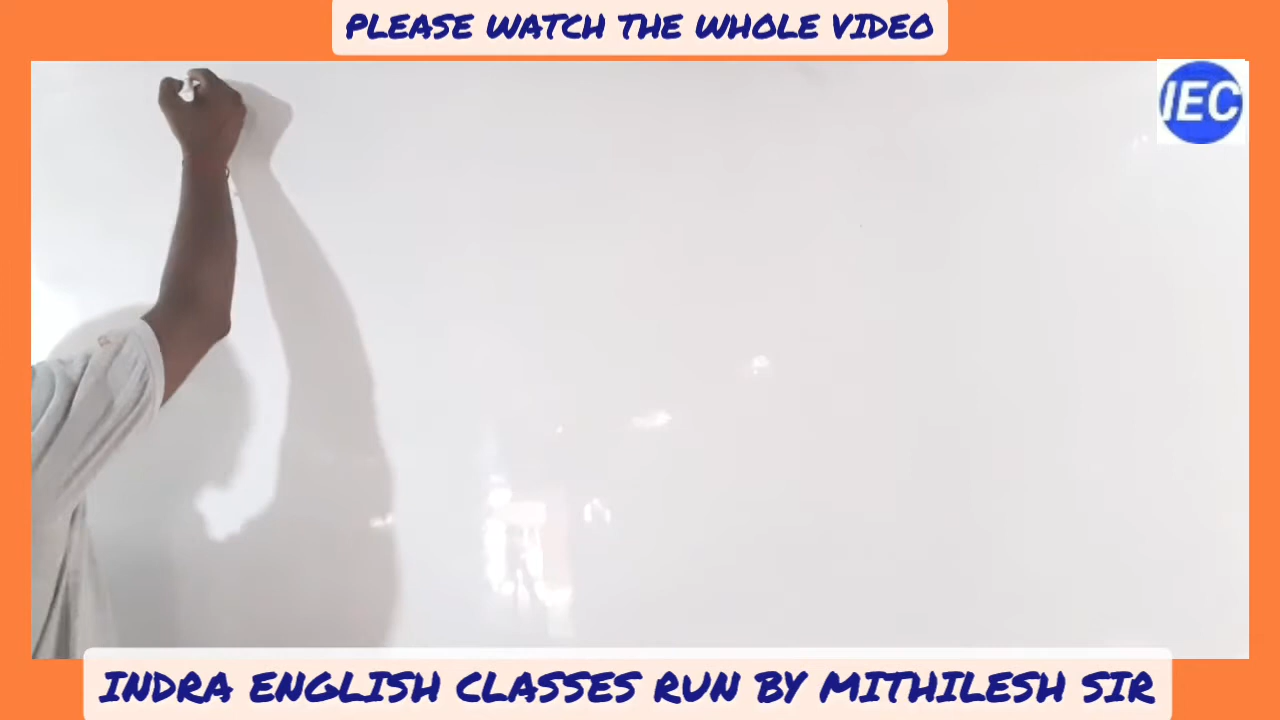 PLEASE WATCH THE WHOLE VIDEO
IEC
INDRA ENGLISH CLASSES RUN BY MITHILESH SIR